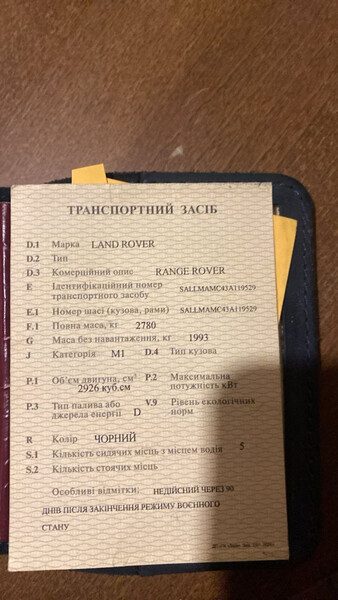 ТРАНСПОРТНИЙ ЗАСІБ
D.1 Марка LAND ROVER
D.2 Тип
D.3 Комерційний опис RANGE ROVER
E Ідентифікаційний номер
транспортного засобу SALLMAMC43A119529
E.1 Номер шасі (кузова, рами) SALLMAMC43A119529
F.1 Повна маса, кг 2780
G Маса без навантаження, кг 1993
J Категорія M1 D.4 Тип кузова
P.1 Об'єм двигуна, см³ P.2 Максимальна
2926 куб.см потужність кВт
P.3 Тип палива або V.9 Рівень екологічних
джерела енергії D норм
R Колір ЧОРНИЙ
S.1 Кількість сидячих місць з місцем водія 5
S.2 Кількість стоячих місць
Особливі відмітки: НЕДІЙСНИЙ ЧЕРЕЗ 90
ДНІВ ПІСЛЯ ЗАКІНЧЕННЯ РЕЖИМУ ВОЄННОГО
СТАНУ